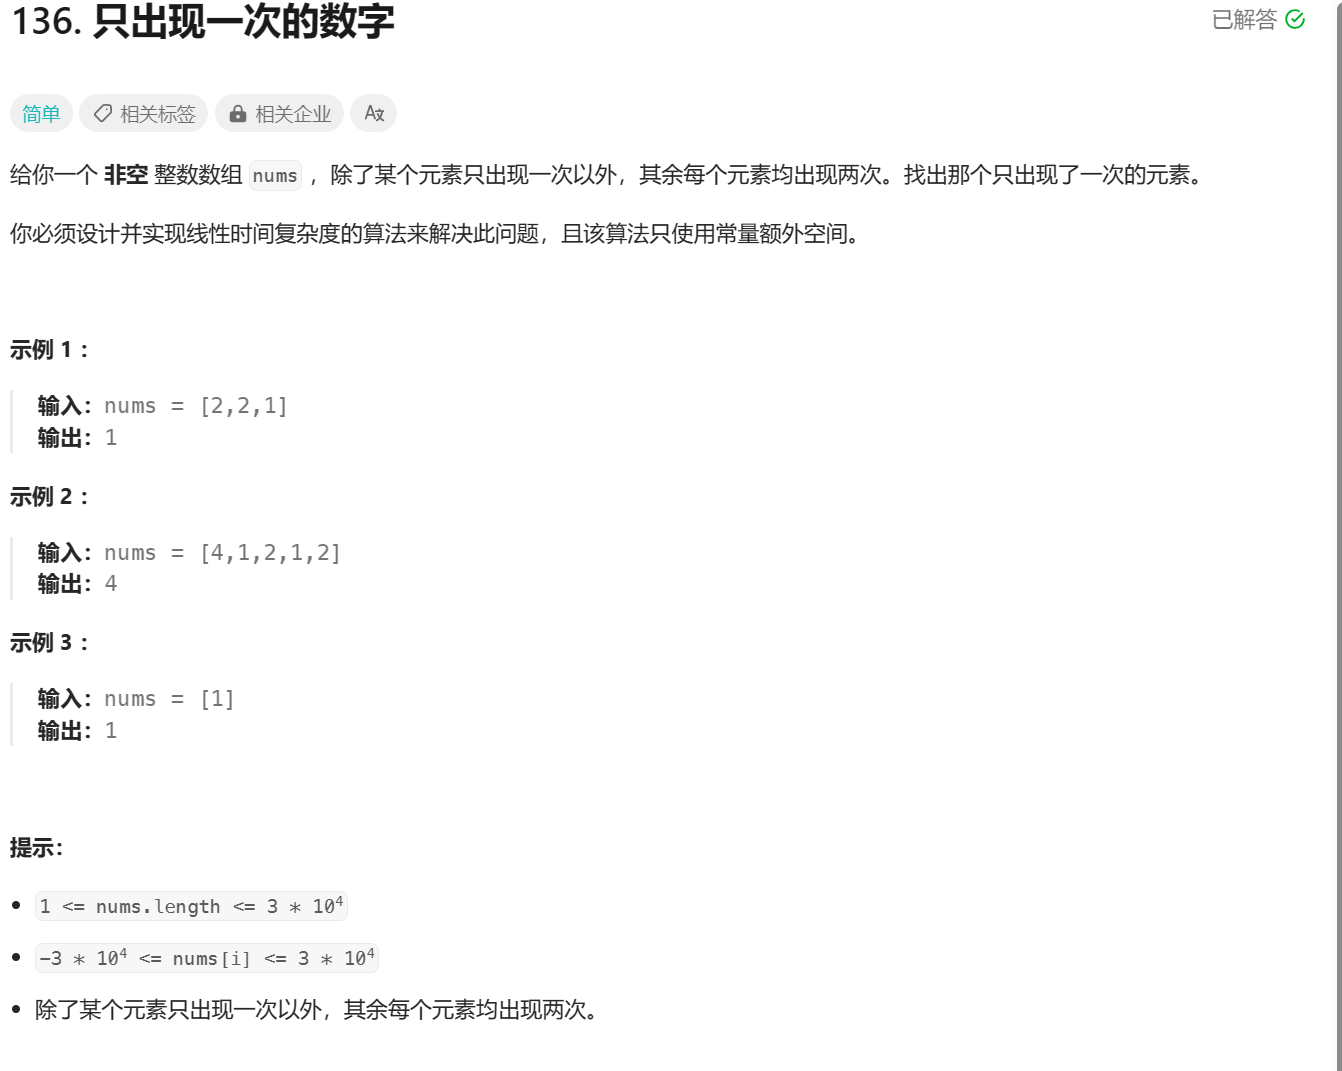 136. 只出现一次的数字
已解答
简单
相关标签
相关企业
给你一个 非空 整数数组 nums ，除了某个元素只出现一次以外，其余每个元素均出现两次。找出那个只出现了一次的元素。
你必须设计并实现线性时间复杂度的算法来解决此问题，且该算法只使用常量额外空间。
示例 1 ：
输入：nums = [2,2,1]
输出：1
示例 2 ：
输入：nums = [4,1,2,1,2]
输出：4
示例 3 ：
输入：nums = [1]
输出：1
提示：
1 <= nums.length <= 3 * 10⁴
-3 * 10⁴ <= nums[i] <= 3 * 10⁴
除了某个元素只出现一次以外，其余每个元素均出现两次。